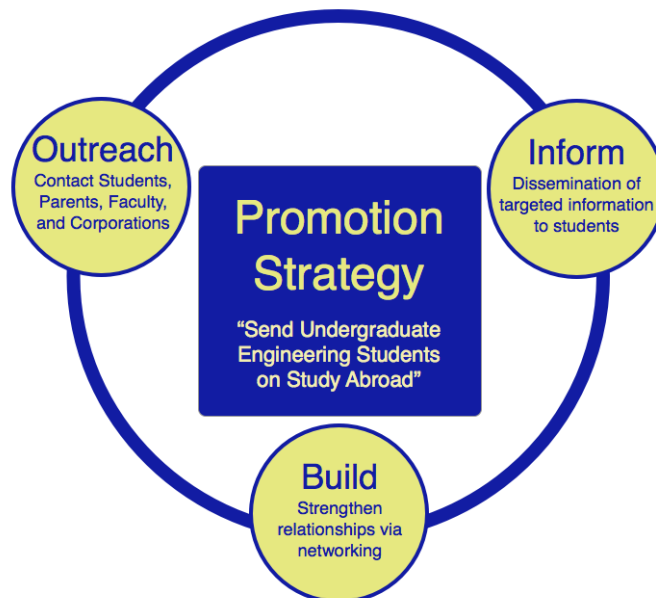 Outreach
Contact Students,
Parents, Faculty,
and Corporations
Inform
Dissemination of
targeted information
to students
Promotion
Strategy
“Send Undergraduate
Engineering Students
on Study Abroad”
Build
Strengthen
relationships via
networking